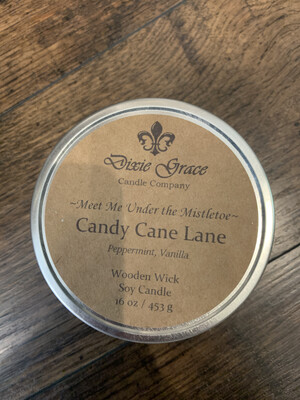 Dixie Grace
Candle Company
~Meet Me Under the Mistletoe~
Candy Cane Lane
Peppermint, Vanilla
Wooden Wick
Soy Candle
16 oz / 453 g